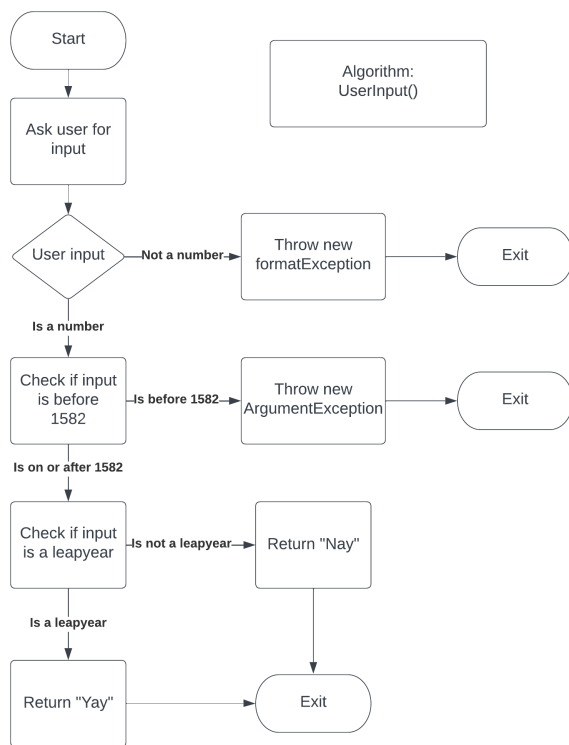 Start
Algorithm:
UserInput()
Ask user for
input
User input
Not a number
Throw new
formatException
Exit
Is a number
Check if input
is before
1582
Is before 1582
Throw new
ArgumentException
Exit
Is on or after 1582
Check if input
is a leapyear
Is not a leapyear
Return "Nay"
Is a leapyear
Return "Yay"
Exit